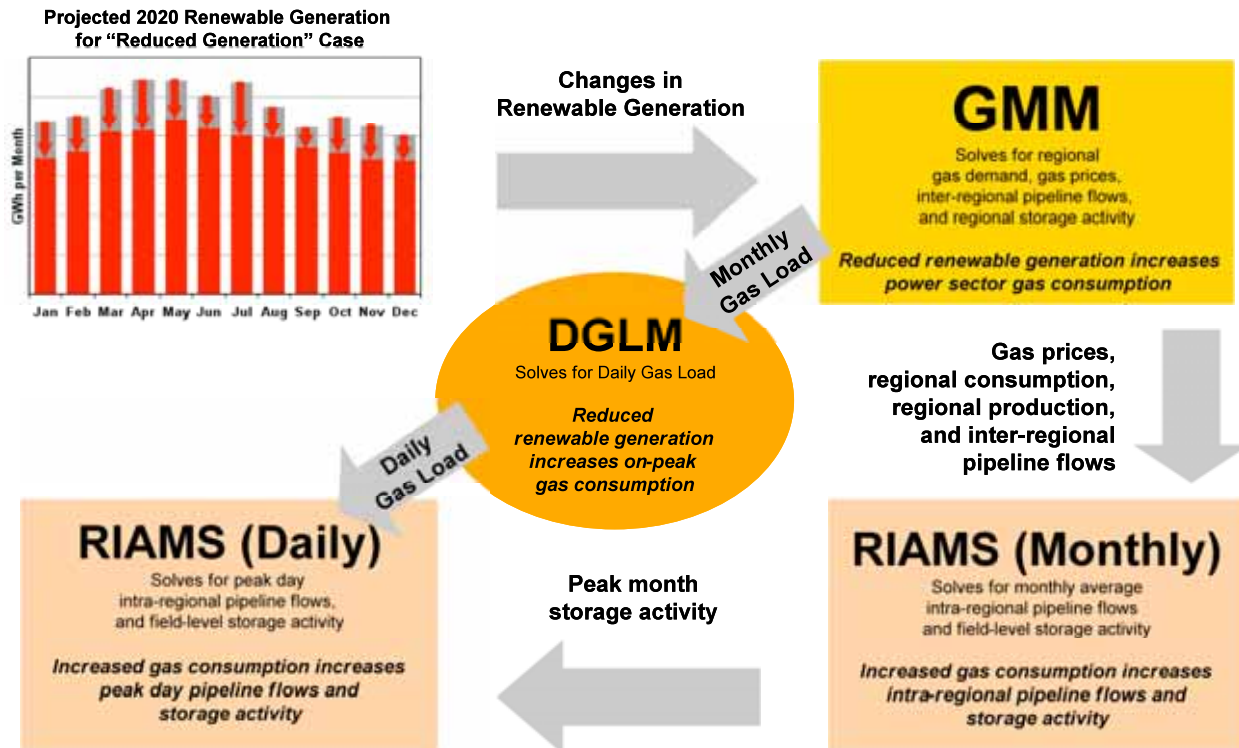 Projected 2020 Renewable Generation
for “Reduced Generation” Case
GWh per Month
Jan Feb Mar Apr May Jun Jul Aug Sep Oct Nov Dec
Changes in
Renewable Generation
GMM
Solves for regional
gas demand, gas prices,
inter-regional pipeline flows,
and regional storage activity
Reduced renewable generation increases
power sector gas consumption
Monthly
Gas Load
DGLM
Solves for Daily Gas Load
Reduced
renewable generation
increases on-peak
gas consumption
Gas prices,
regional consumption,
regional production,
and inter-regional
pipeline flows
Daily
Gas Load
RIAMS (Daily)
Solves for peak day
intra-regional pipeline flows,
and field-level storage activity
Increased gas consumption increases
peak day pipeline flows and
storage activity
Peak month
storage activity
RIAMS (Monthly)
Solves for monthly average
intra-regional pipeline flows
and field-level storage activity
Increased gas consumption increases
intra-regional pipeline flows and
storage activity